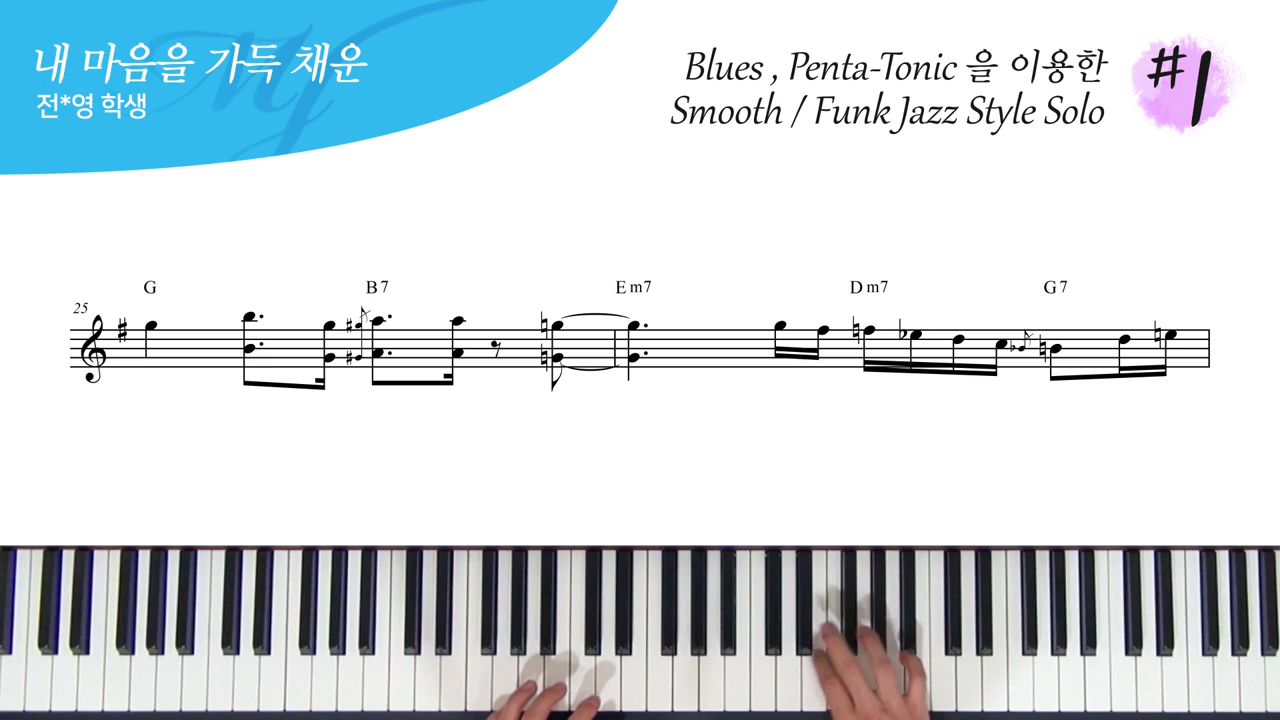 내 마음을 가득 채운
전*영 학생
Blues , Penta-Tonic 을 이용한
Smooth / Funk Jazz Style Solo
#1
25
G B7 Em7 Dm7 G7